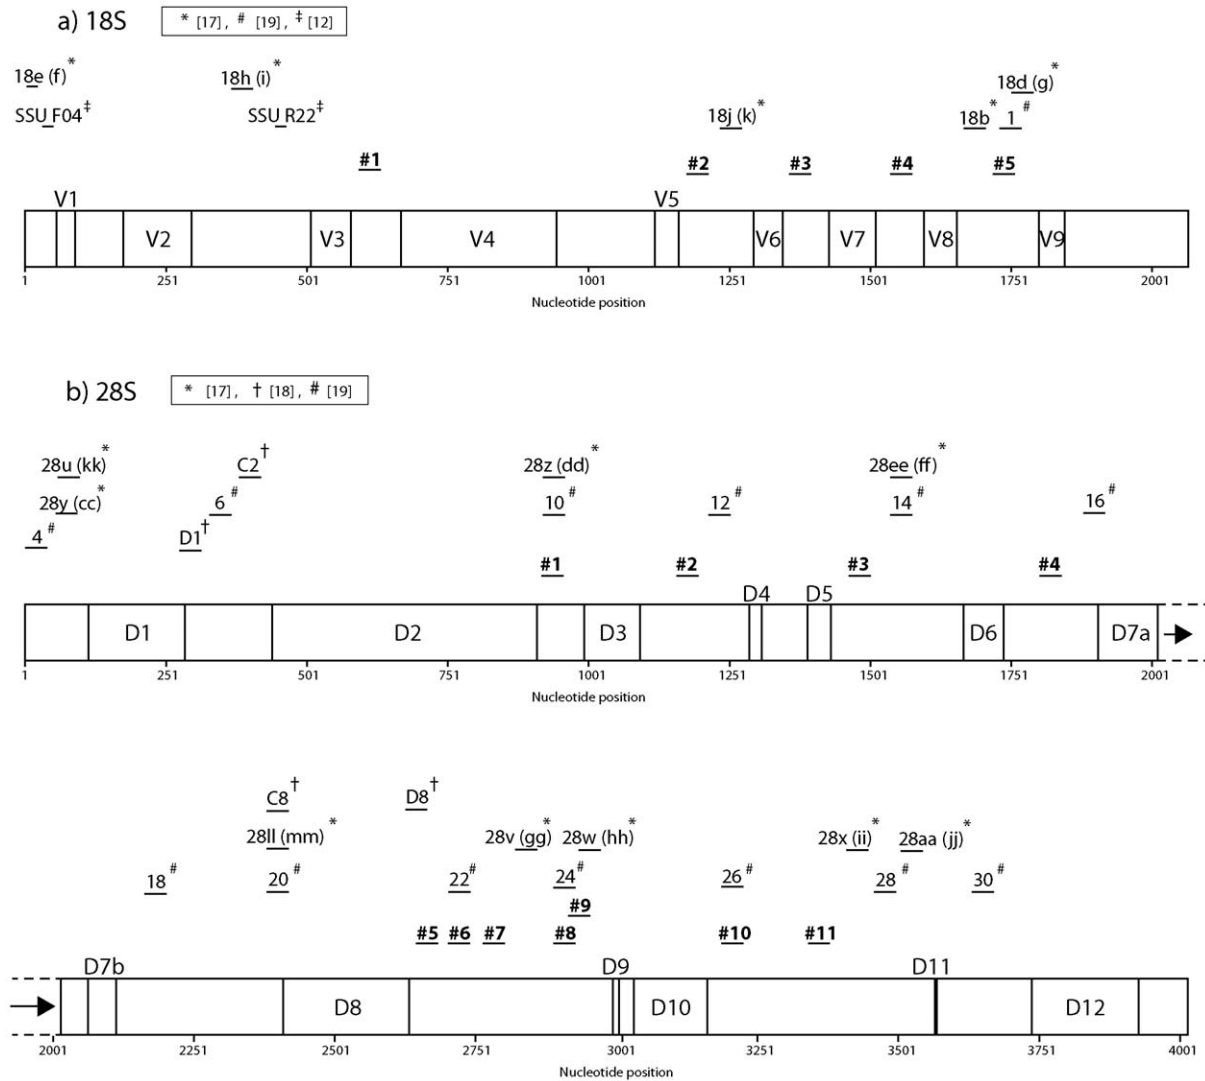 a) 18S
* [17], # [19], ‡ [12]
18e (f)* 18h (i)* 18d (g)*
SSU_F04‡ SSU_R22‡ 18j (k)* 18b* 1#
#1 #2 #3 #4 #5
V1 V5
V2 V3 V4 V6 V7 V8 V9
1 251 501 751 1001 1251 1501 1751 2001
Nucleotide position
b) 28S
* [17], † [18], # [19]
28u (kk)* C2† 28z (dd)* 28ee (ff)*
28y (cc)* 6# 10# 12# 14# 16#
4# D1†
#1 #2 #3 #4
D4 D5
D1 D2 D3 D6 D7a
1 251 501 751 1001 1251 1501 1751 2001
Nucleotide position
C8† D8†
28ll (mm)* 28v (gg)* 28w (hh)* 28x (ii)* 28aa (jj)*
18# 20# 22# 24# 26# 28# 30#
#9
#5 #6 #7 #8 #10 #11
D7b D9 D11
D8 D10 D12
2001 2251 2501 2751 3001 3251 3501 3751 4001
Nucleotide position